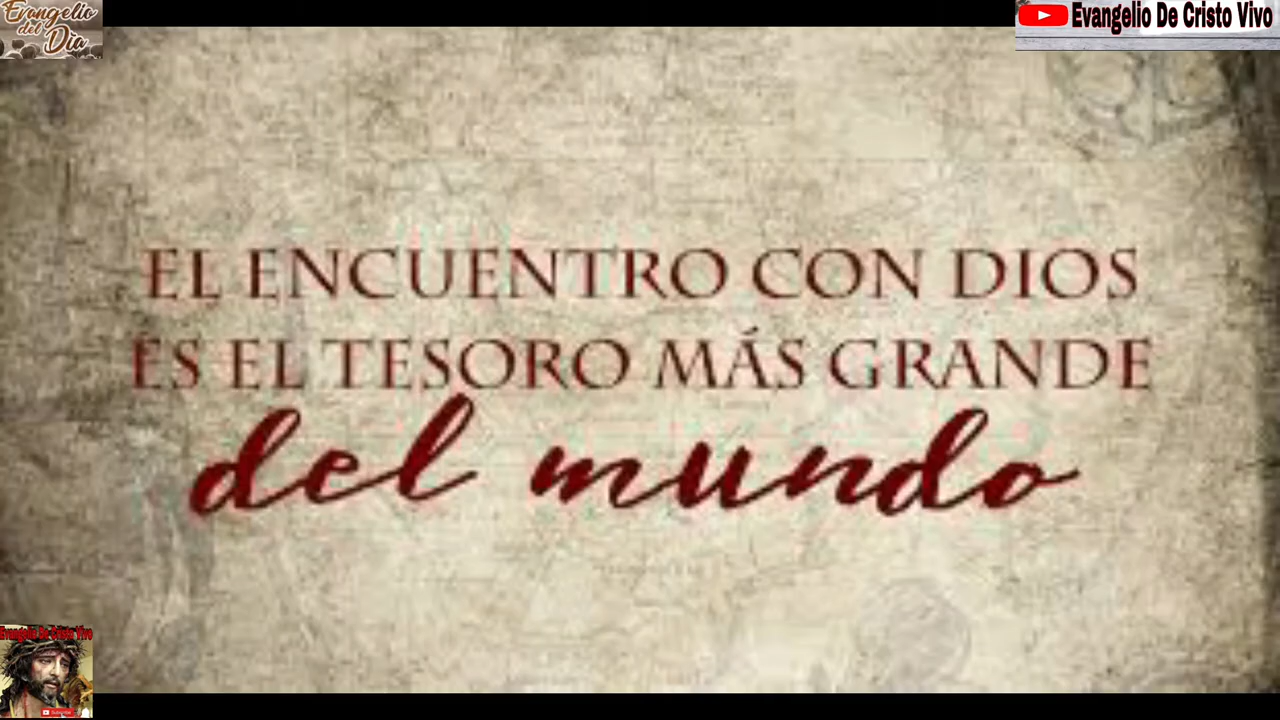 Evangelio
del
Dia
Evangelio De Cristo Vivo
EL ENCUENTRO CON DIOS
ES EL TESORO MÁS GRANDE
del mundo
Evangelio De Cristo Vivo